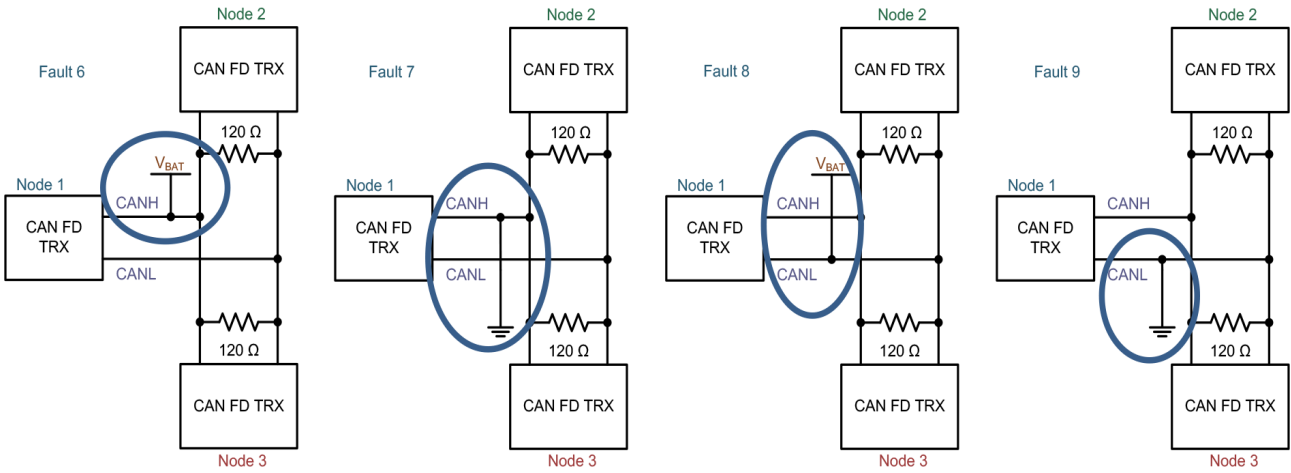 Node 2
CAN FD TRX
Fault 6
120 Ω
VBAT
Node 1
CANH
CAN FD
TRX
CANL
120 Ω
CAN FD TRX
Node 3
Node 2
CAN FD TRX
Fault 7
120 Ω
Node 1
CANH
CAN FD
TRX
CANL
120 Ω
CAN FD TRX
Node 3
Node 2
CAN FD TRX
Fault 8
120 Ω
VBAT
Node 1
CANH
CAN FD
TRX
CANL
120 Ω
CAN FD TRX
Node 3
Node 2
CAN FD TRX
Fault 9
120 Ω
Node 1
CANH
CAN FD
TRX
CANL
120 Ω
CAN FD TRX
Node 3